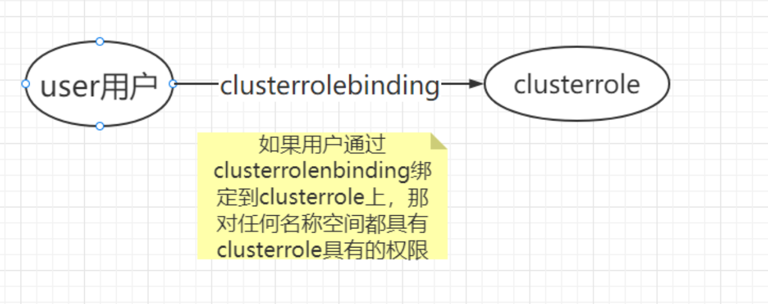 user用户
clusterrolebinding
clusterrole
如果用户通过
clusterrolenbinding绑
定到clusterrole上，那
对任何名称空间都具有
clusterrole具有的权限